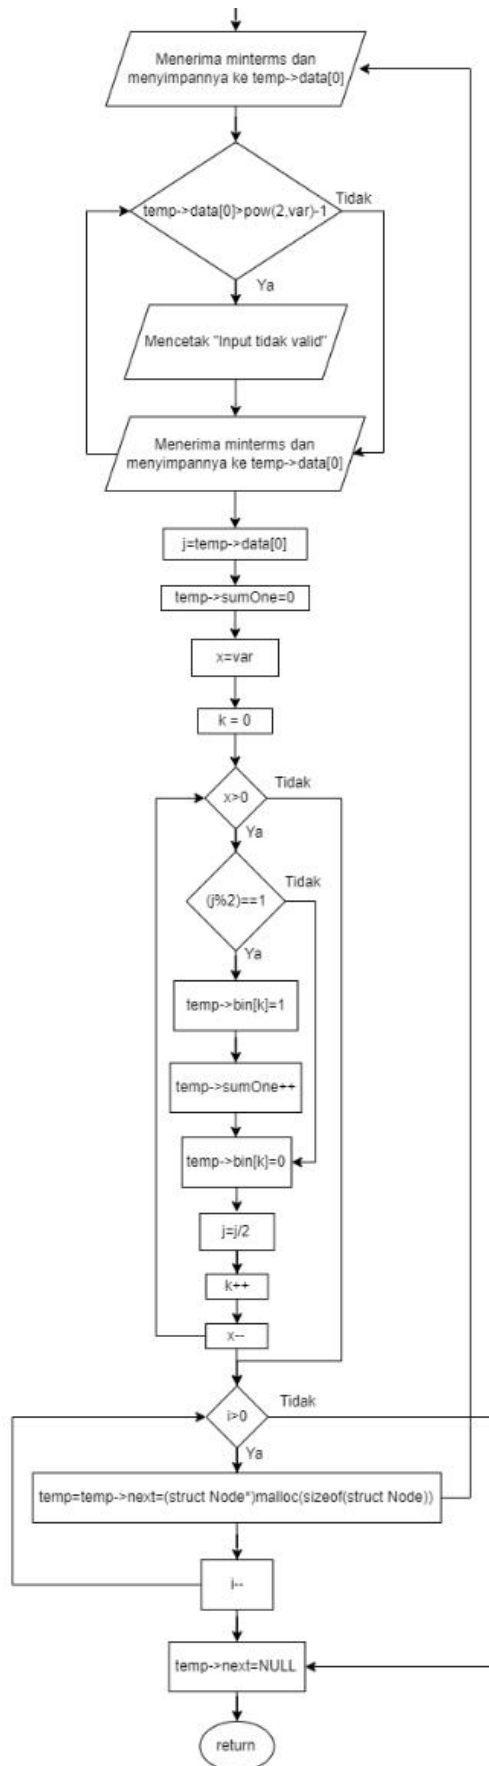 Menerima minterms dan
menyimpannya ke temp->data[0]
temp->data[0]>pow(2,var)-1
Tidak
Ya
Mencetak "Input tidak valid"
Menerima minterms dan
menyimpannya ke temp->data[0]
j=temp->data[0]
temp->sumOne=0
x=var
k = 0
x>0
Tidak
Ya
(j%2)==1
Tidak
Ya
temp->bin[k]=1
temp->sumOne++
temp->bin[k]=0
j=j/2
k++
x--
i>0
Tidak
Ya
temp=temp->next=(struct Node*)malloc(sizeof(struct Node))
i--
temp->next=NULL
return